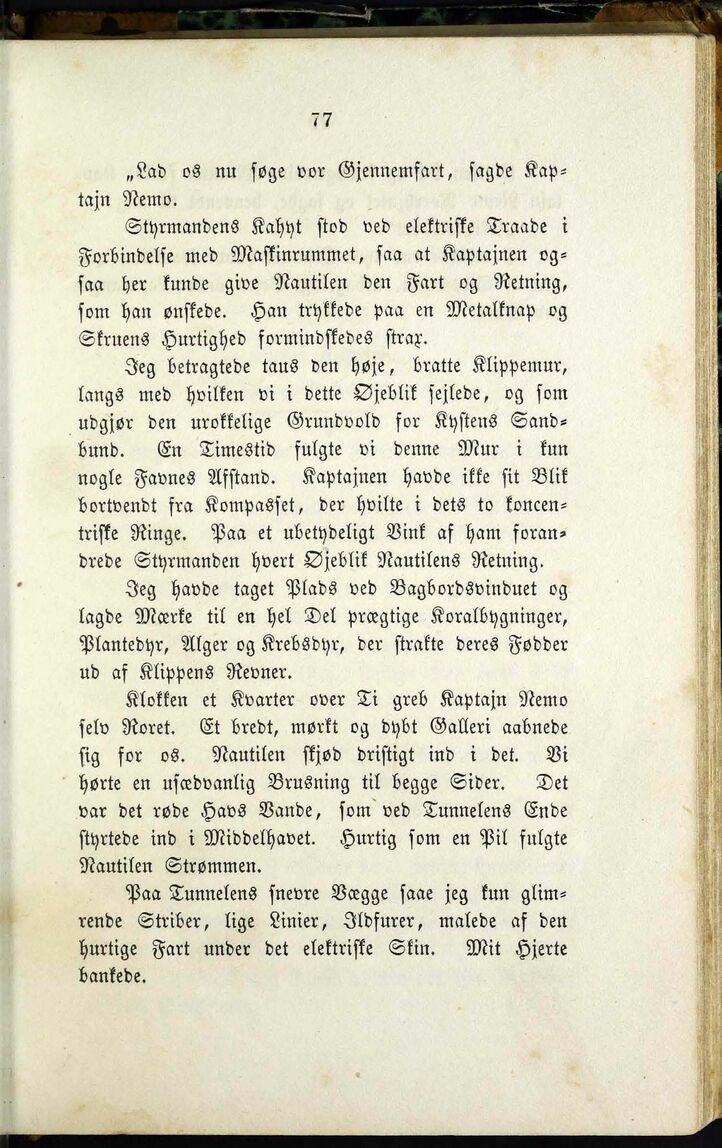 77
„Lad os nu søge vor Gjennemfart, sagde Kap-
tajn Nemo.
Styrmandens Kahyt stod ved elektriske Traade i
Forbindelse med Maskinrummet, saa at Kaptajnen og-
saa her kunde give Nautilen den Fart og Retning,
som han ønskede. Han trykkede paa en Metalknap og
Skruens Hurtighed formindskedes strax.
Jeg betragtede taus den høje, bratte Klippemur,
langs med hvilken vi i dette Øjeblik sejlede, og som
udgjør den urokkelige Grundvold for Kystens Sand-
bund. En Timestid fulgte vi denne Mur i kun
nogle Favnes Afstand. Kaptajnen havde ikke sit Blik
bortvendt fra Kompasset, der hvilte i dets to koncen-
triske Ringe. Paa et ubetydeligt Vink af ham foran-
drede Styrmanden hvert Øjeblik Nautilens Retning.
Jeg havde taget Plads ved Bagbordsvinduet og
lagde Mærke til en hel Del prægtige Koralbygninger,
Plantedyr, Alger og Krebsdyr, der strakte deres Fødder
ud af Klippens Revner.
Klokken et Kvarter over Ti greb Kaptajn Nemo
selv Roret. Et bredt, mørkt og dybt Galleri aabnede
sig for os. Nautilen skjød dristigt ind i det. Vi
hørte en usædvanlig Brusning til begge Sider. Det
var det røde Havs Vande, som ved Tunnelens Ende
styrtede ind i Middelhavet. Hurtig som en Pil fulgte
Nautilen Strømmen.
Paa Tunnelens snevre Vægge saae jeg kun glim-
rende Striber, lige Linier, Ildfurer, malede af den
hurtige Fart under det elektriske Skin. Mit Hjerte
bankede.